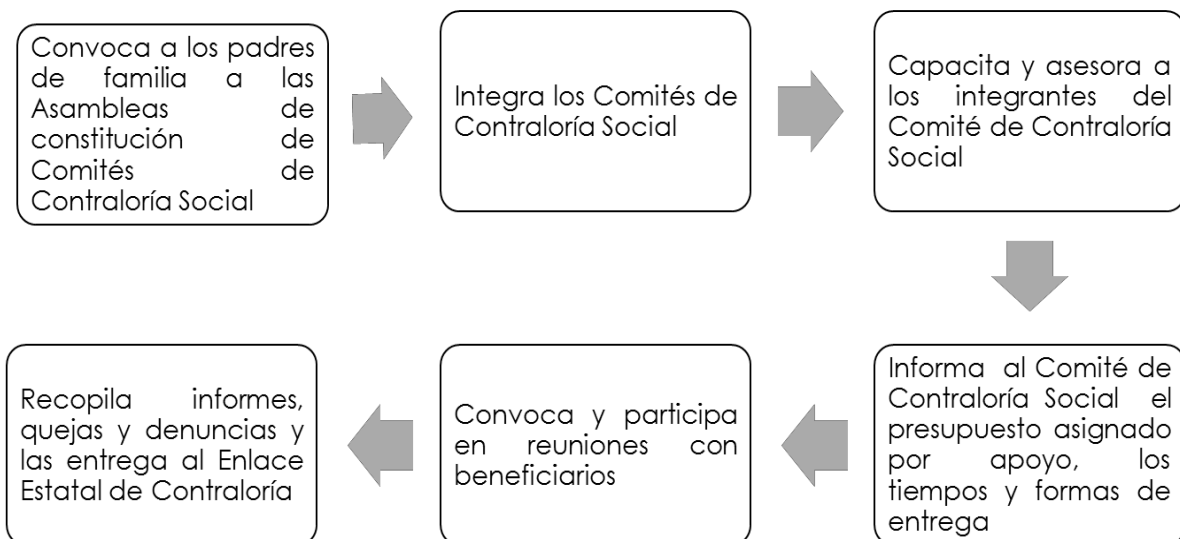 Convoca a los padres
de familia a las
Asambleas de
constitución de
Comités de
Contraloría Social
Integra los Comités de
Contraloría Social
Capacita y asesora a
los integrantes del
Comité de Contraloría
Social
Informa al Comité de
Contraloría Social el
presupuesto asignado
por apoyo, los
tiempos y formas de
entrega
Convoca y participa
en reuniones con
beneficiarios
Recopila informes,
quejas y denuncias y
las entrega al Enlace
Estatal de Contraloría